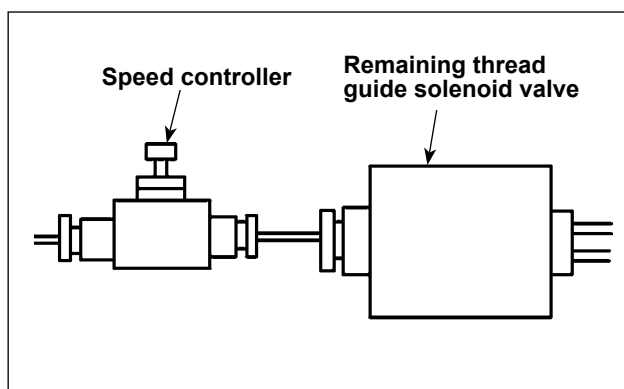 Speed controller
Remaining thread
guide solenoid valve